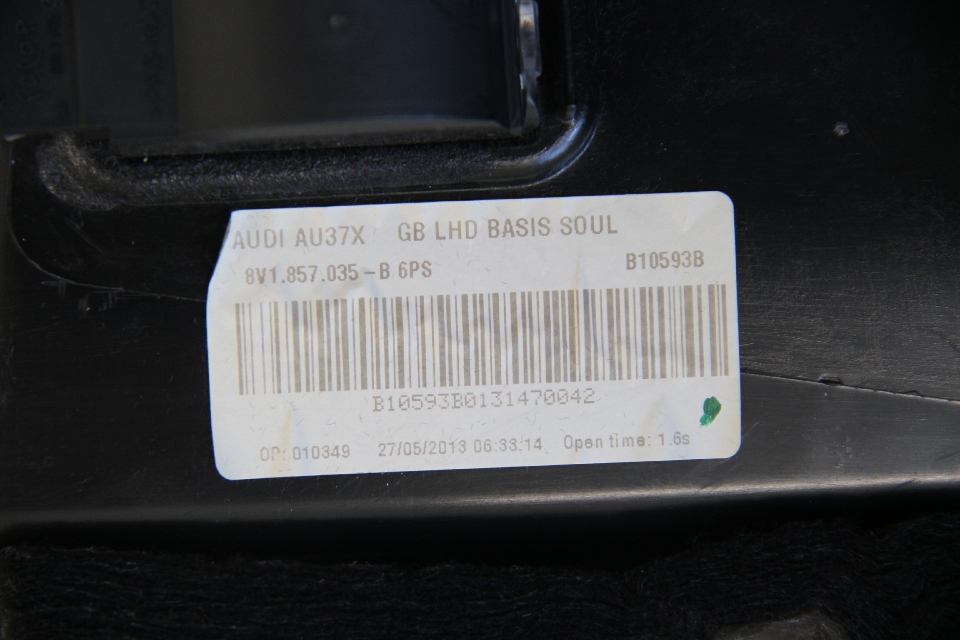 AUDI AU37X GB LHD BASIS SOUL
8V1.857.035-B 6PS B10593B
B10593B0131470042
OP: 010349 27/05/2013 06:33:14 Open time: 1.6s